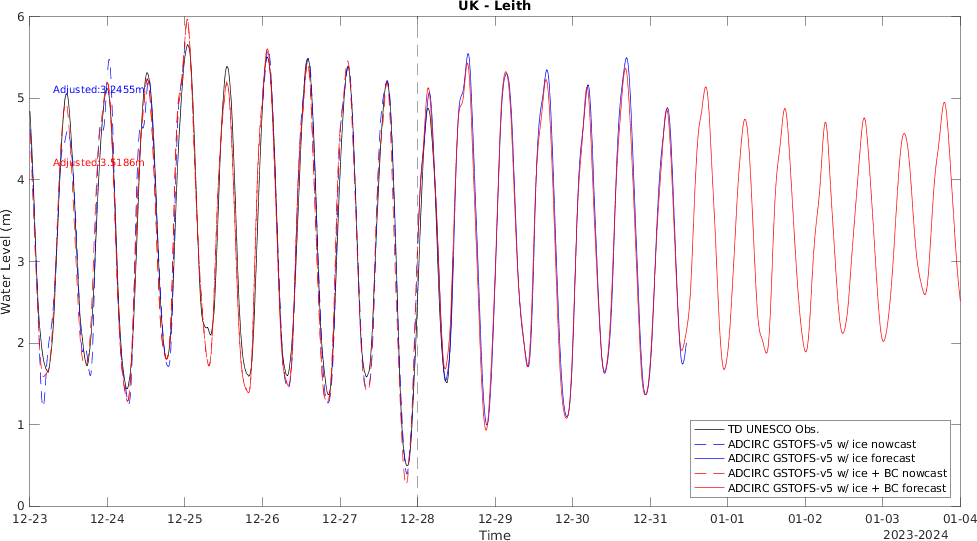 UK - Leith
6
5
4
3
2
1
0
Water Level (m)
Adjusted:3.2455m
Adjusted:3.5186m
TD UNESCO Obs.
ADCIRC GSTOFS-v5 w/ ice nowcast
ADCIRC GSTOFS-v5 w/ ice forecast
ADCIRC GSTOFS-v5 w/ ice + BC nowcast
ADCIRC GSTOFS-v5 w/ ice + BC forecast
12-23 12-24 12-25 12-26 12-27 12-28 12-29 12-30 12-31 01-01 01-02 01-03 01-04
Time
2023-2024